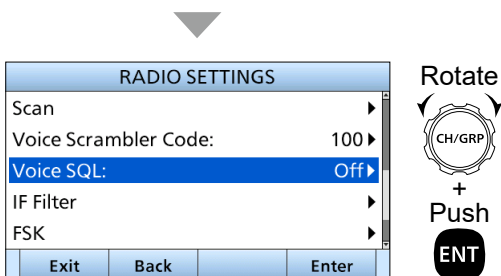 RADIO SETTINGS
Scan
Voice Scrambler Code: 100
Voice SQL: Off
IF Filter
FSK
Exit Back Enter
Rotate
CH/GRP
+
Push
ENT